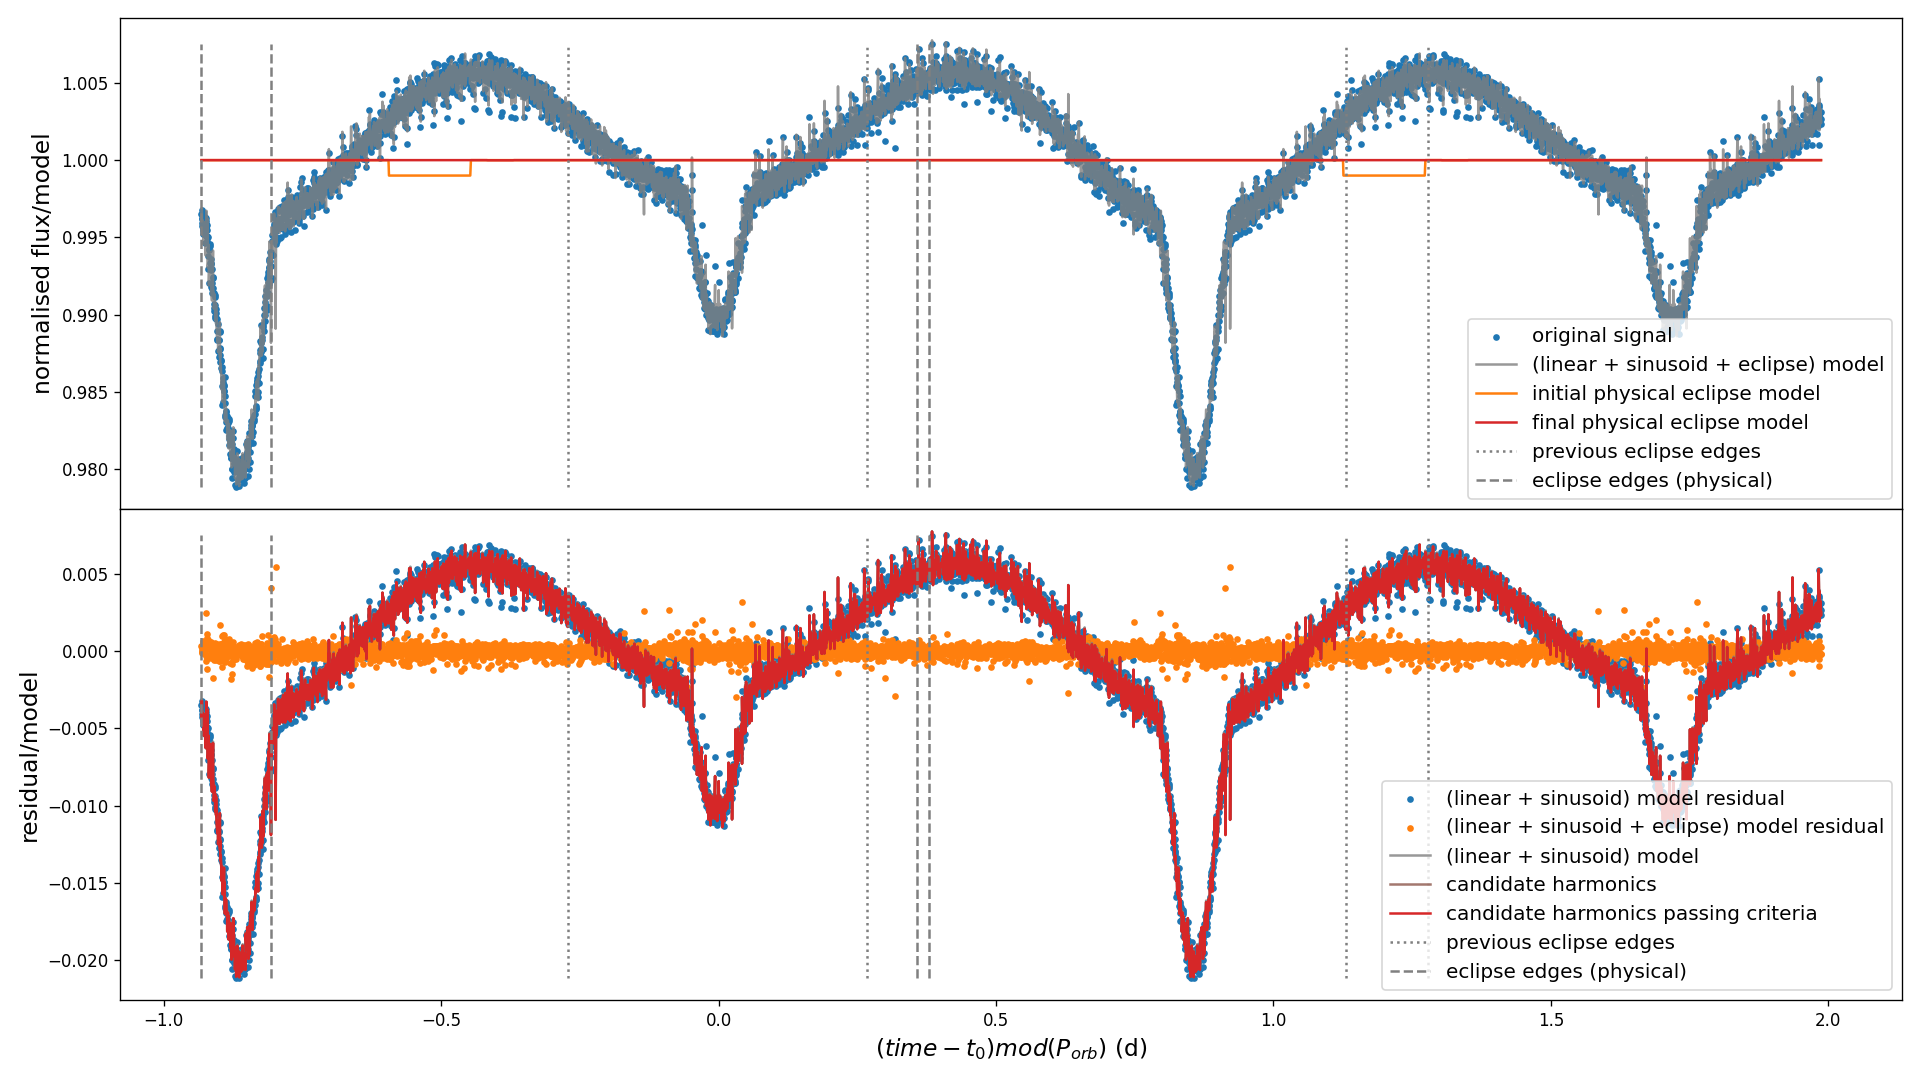 normalised flux/model
1.005
1.000
0.995
0.990
0.985
0.980
original signal
(linear + sinusoid + eclipse) model
initial physical eclipse model
final physical eclipse model
previous eclipse edges
eclipse edges (physical)
residual/model
0.005
0.000
−0.005
−0.010
−0.015
−0.020
(linear + sinusoid) model residual
(linear + sinusoid + eclipse) model residual
(linear + sinusoid) model
candidate harmonics
candidate harmonics passing criteria
previous eclipse edges
eclipse edges (physical)
−1.0 −0.5 0.0 0.5 1.0 1.5 2.0
(time − t₀)mod(Pₒᵣb) (d)